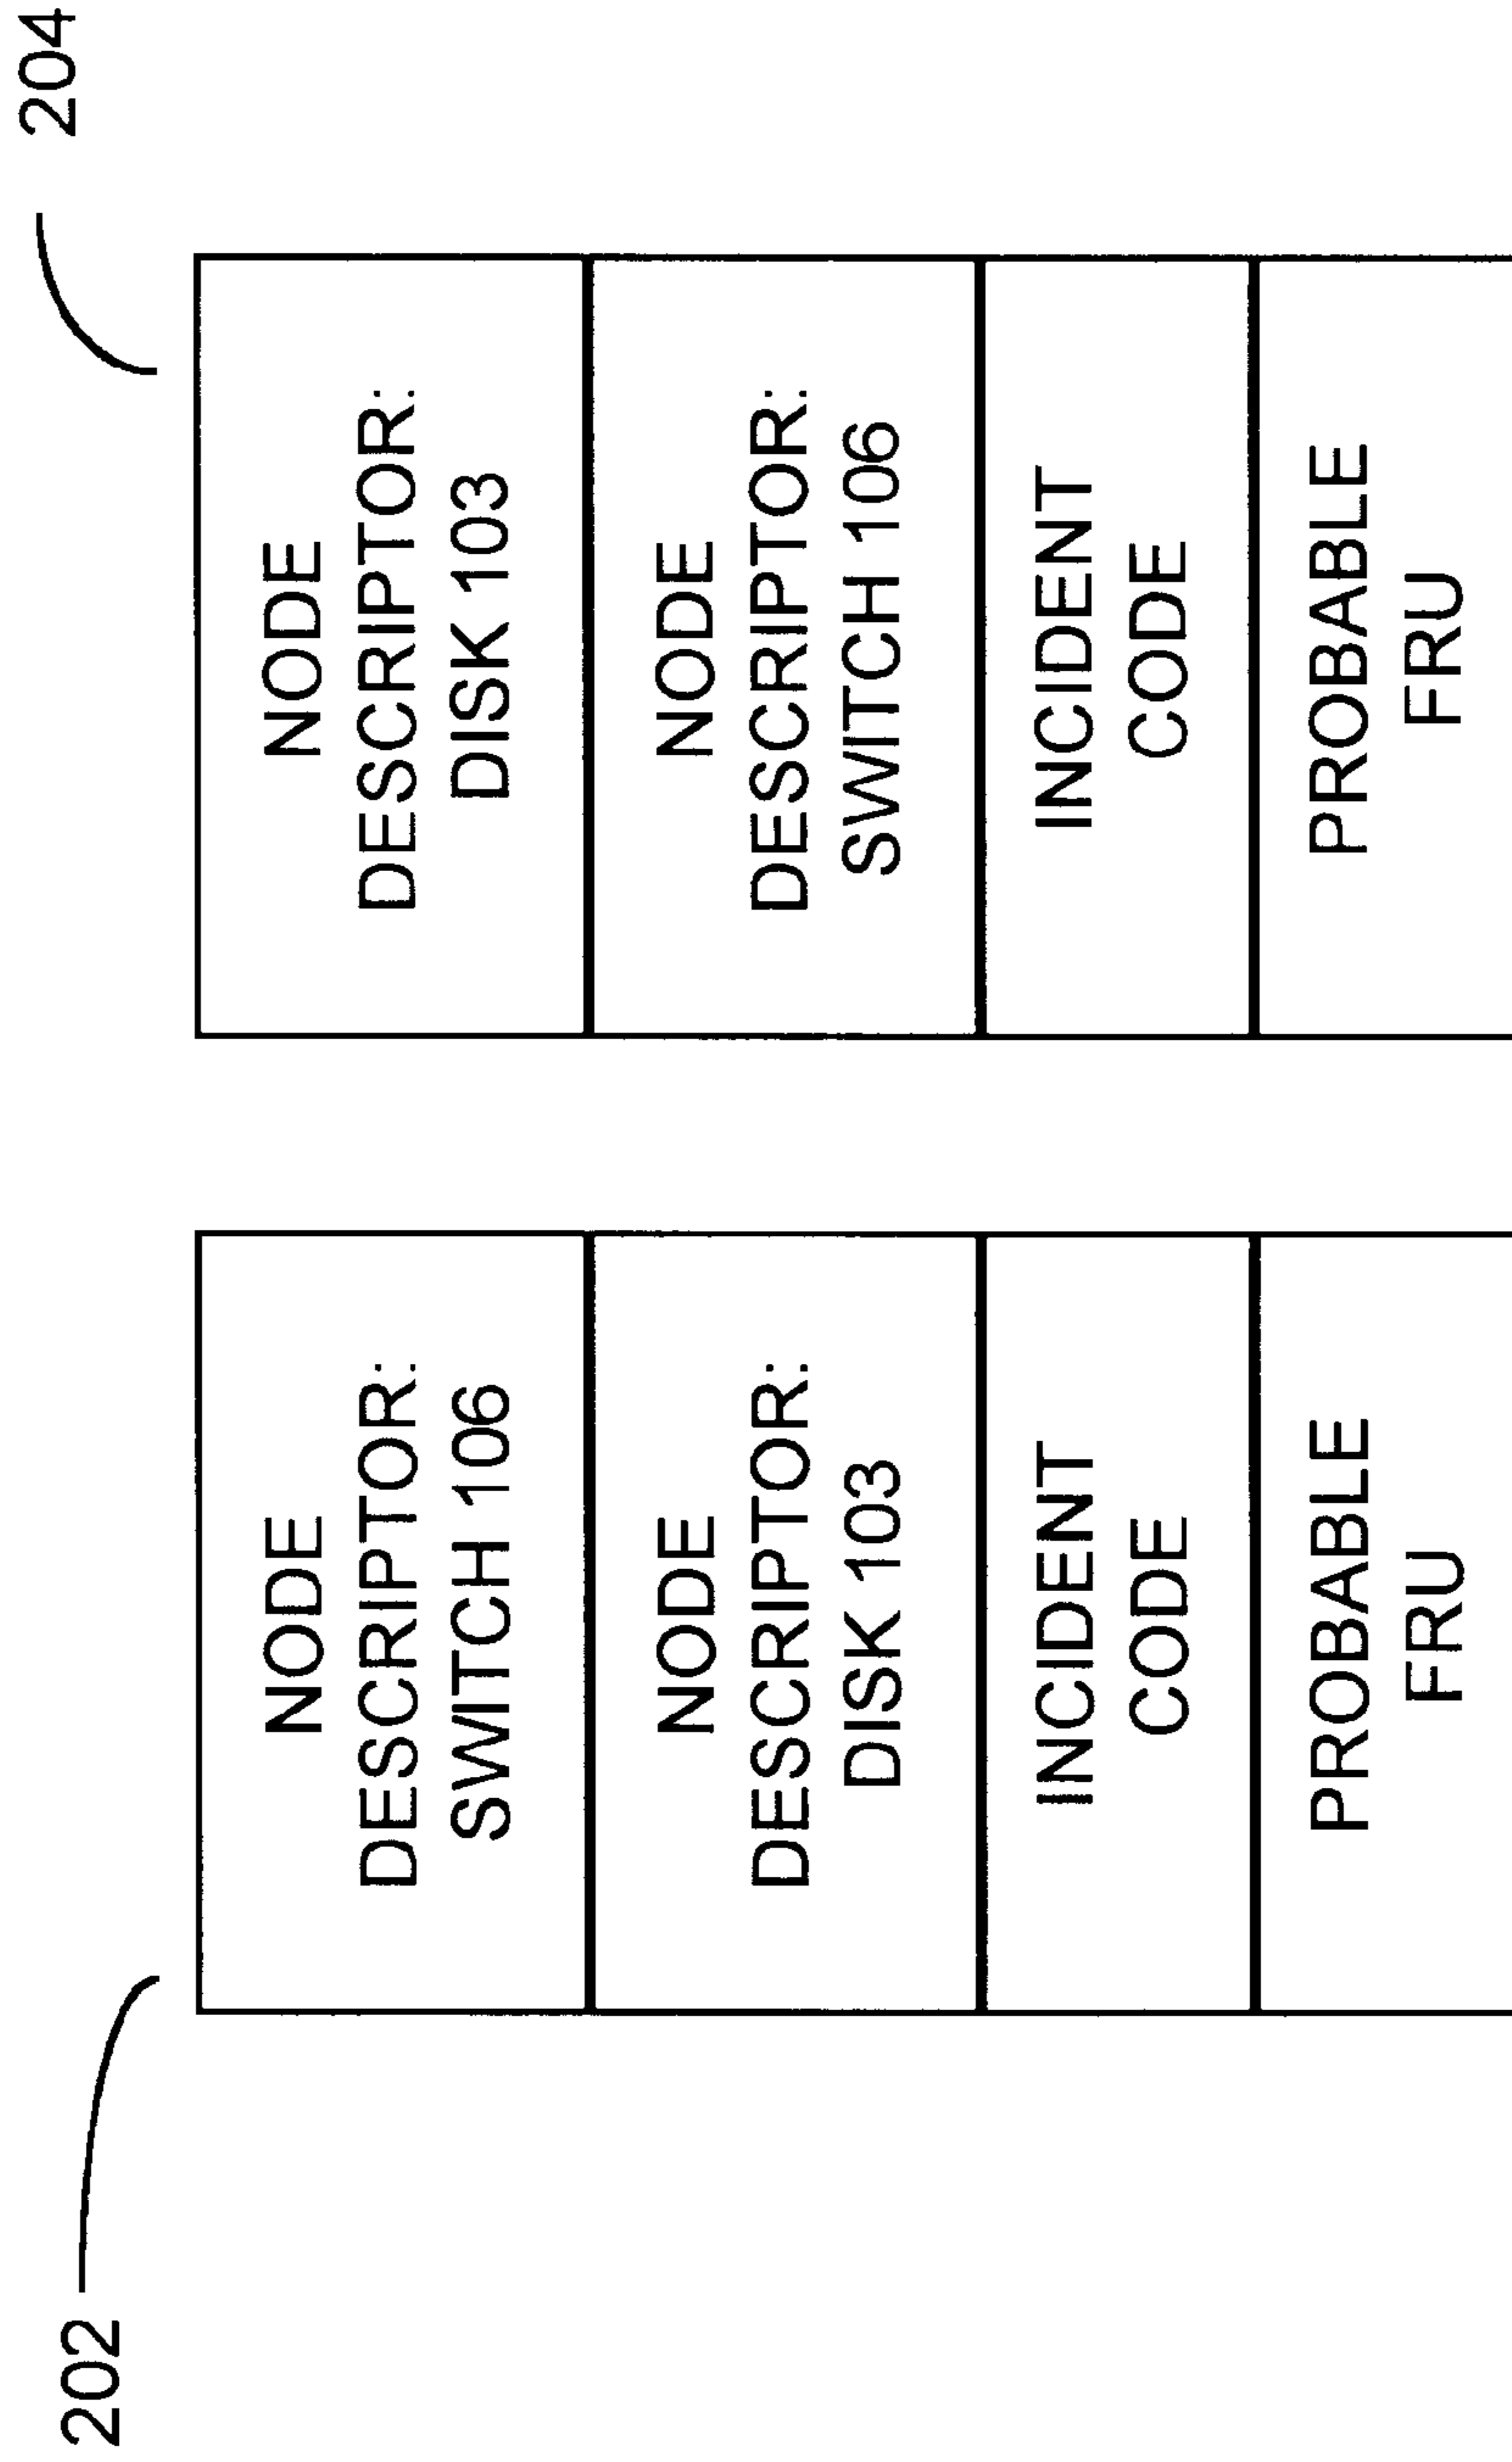 202
NODE
DESCRIPTOR:
SWITCH 106
NODE
DESCRIPTOR:
DISK 103
INCIDENT
CODE
PROBABLE
FRU
204
NODE
DESCRIPTOR:
DISK 103
NODE
DESCRIPTOR:
SWITCH 106
INCIDENT
CODE
PROBABLE
FRU